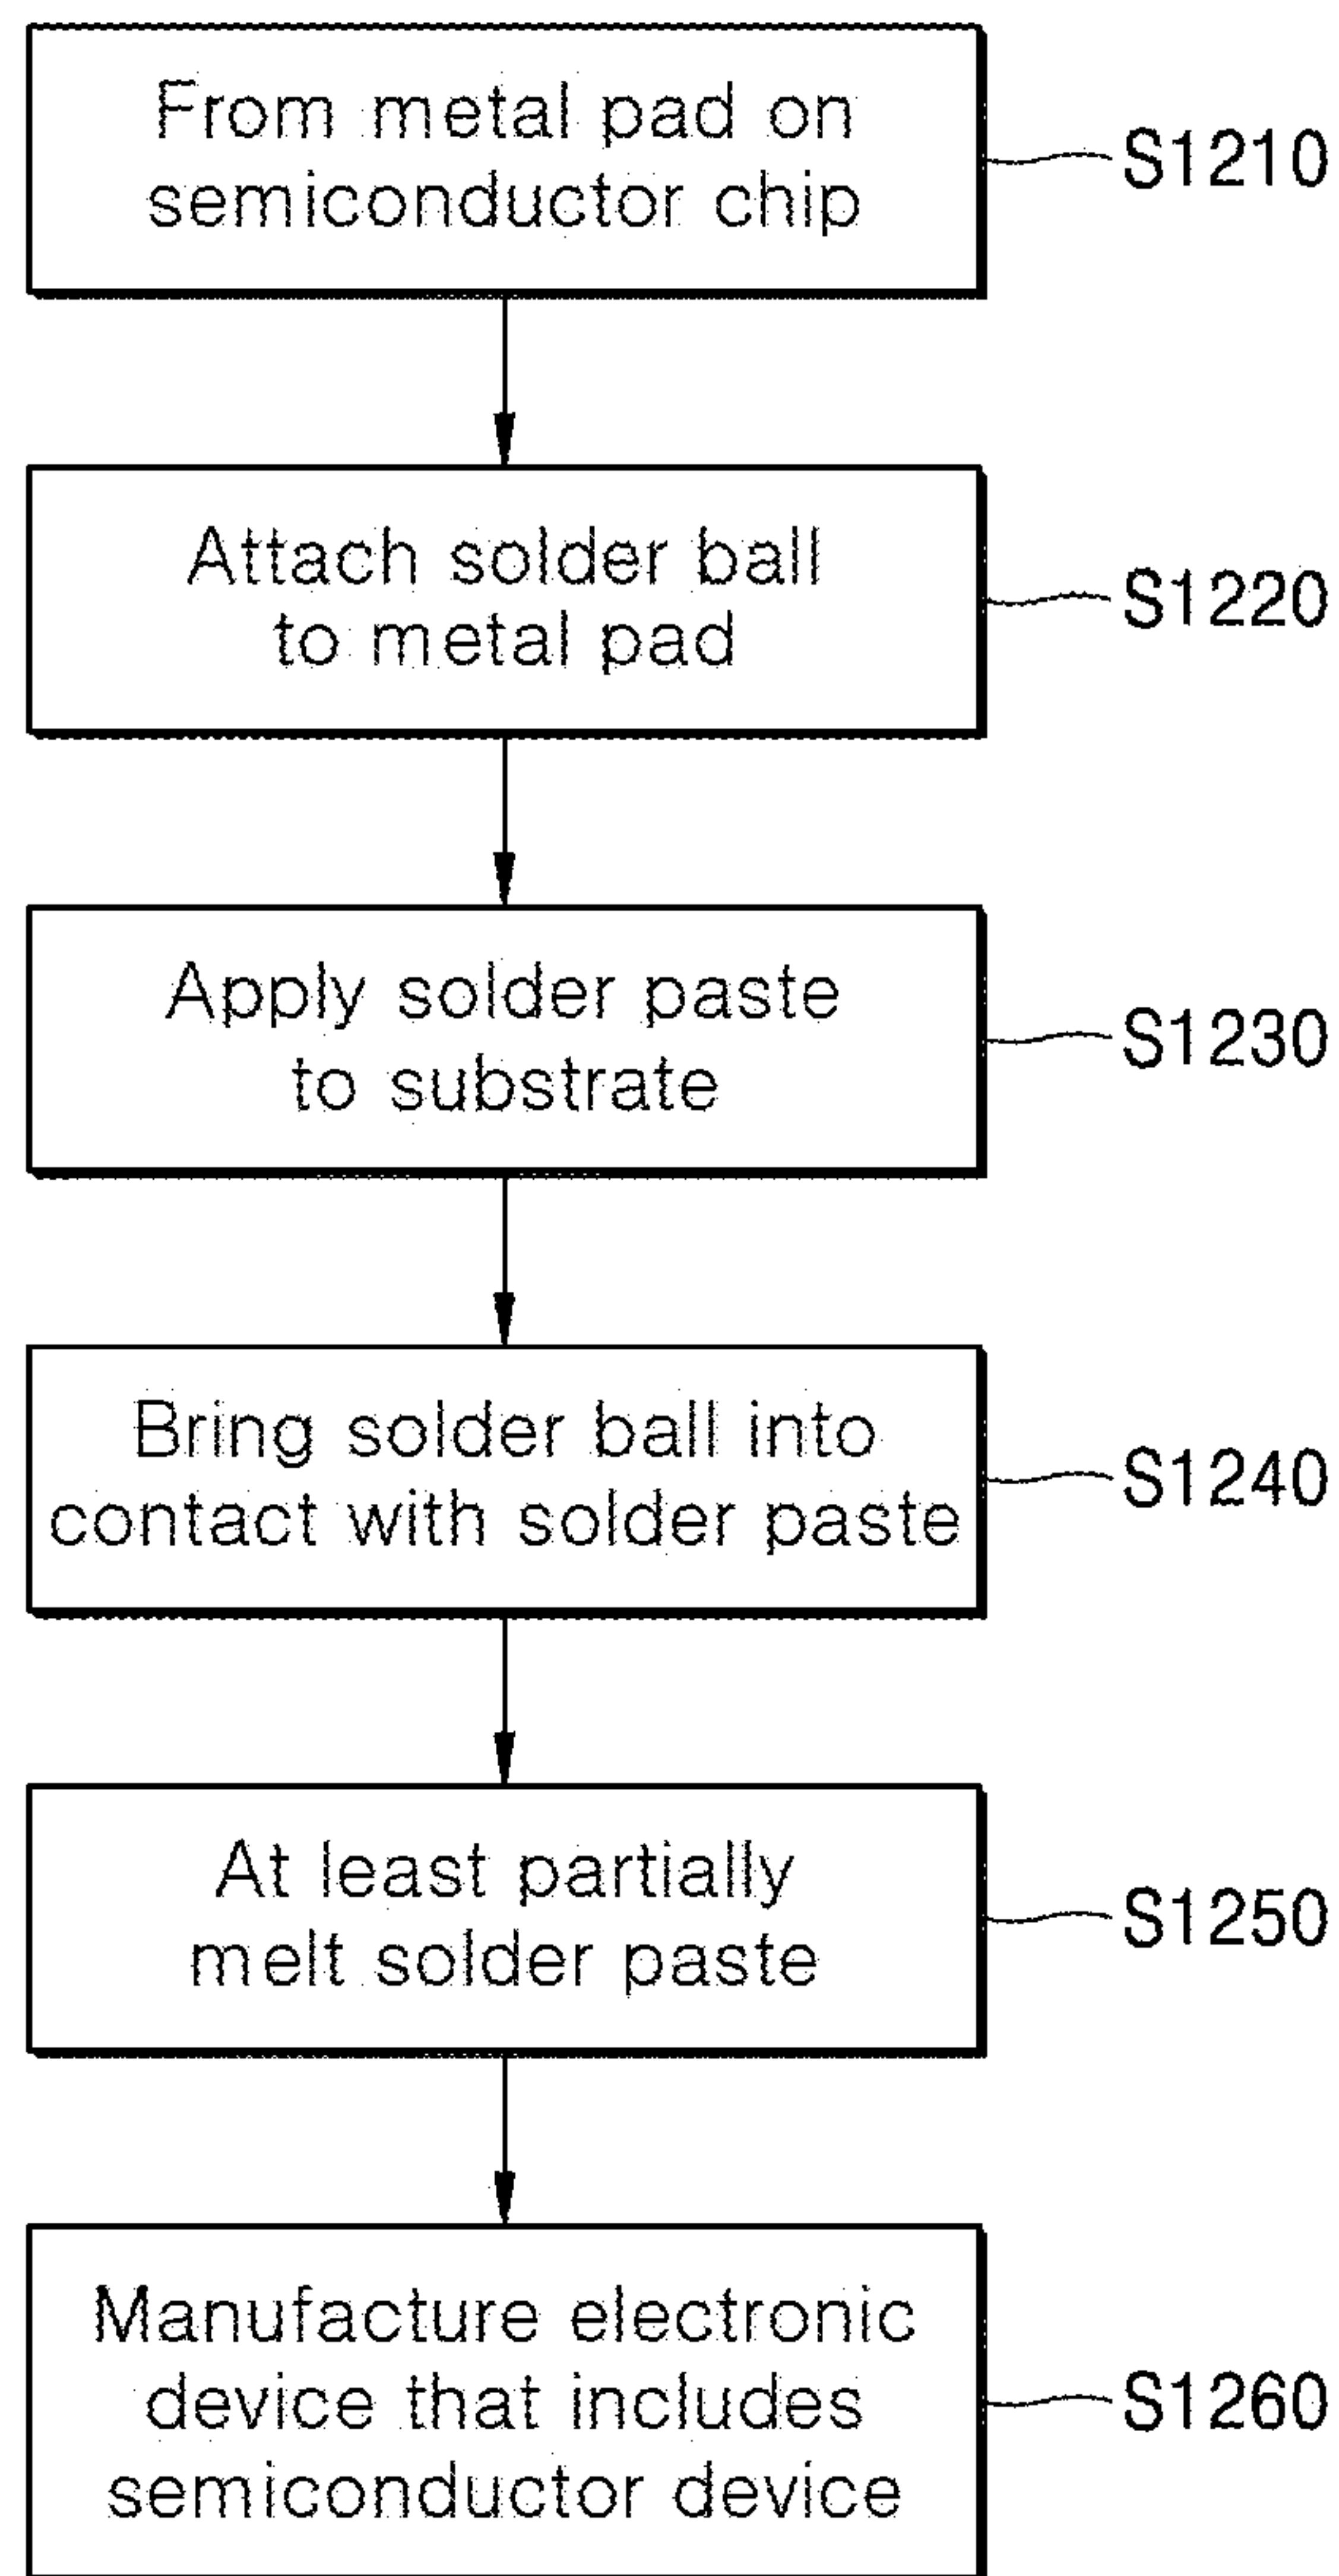 From metal pad on
semiconductor chip
S1210
Attach solder ball
to metal pad
S1220
Apply solder paste
to substrate
S1230
Bring solder ball into
contact with solder paste
S1240
At least partially
melt solder paste
S1250
Manufacture electronic
device that includes
semiconductor device
S1260